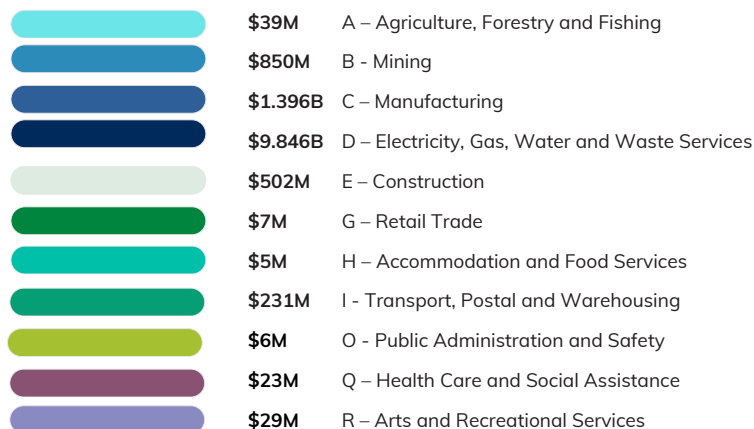 $39M A – Agriculture, Forestry and Fishing
$850M B - Mining
$1.396B C – Manufacturing
$9.846B D – Electricity, Gas, Water and Waste Services
$502M E – Construction
$7M G – Retail Trade
$5M H – Accommodation and Food Services
$231M I - Transport, Postal and Warehousing
$6M O - Public Administration and Safety
$23M Q – Health Care and Social Assistance
$29M R – Arts and Recreational Services